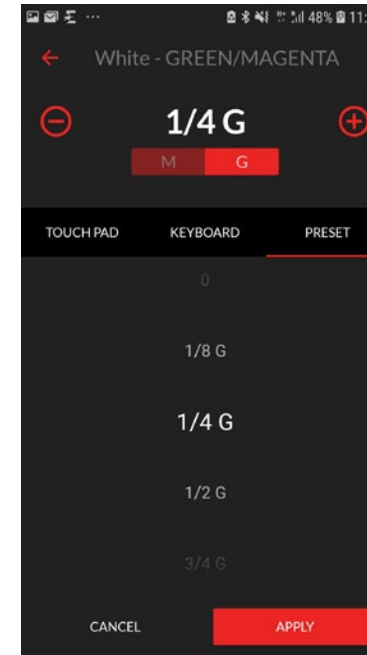 48% 11:
White - GREEN/MAGENTA
1/4 G
M G
TOUCH PAD KEYBOARD PRESET
0
1/8 G
1/4 G
1/2 G
3/4 G
CANCEL APPLY